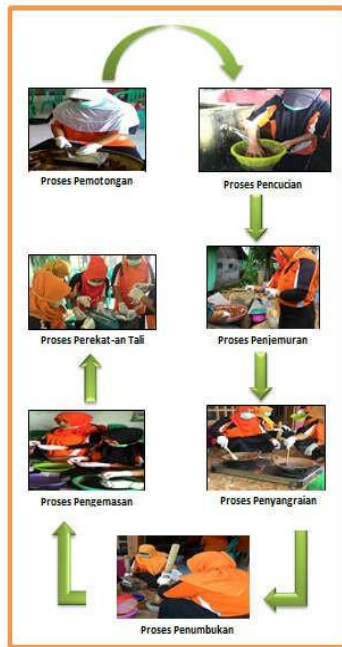 Proses Pemotongan
Proses Pencucian
Proses Penjemuran
Proses Penyangraian
Proses Penumbukan
Proses Pengemasan
Proses Perekat-an Tali